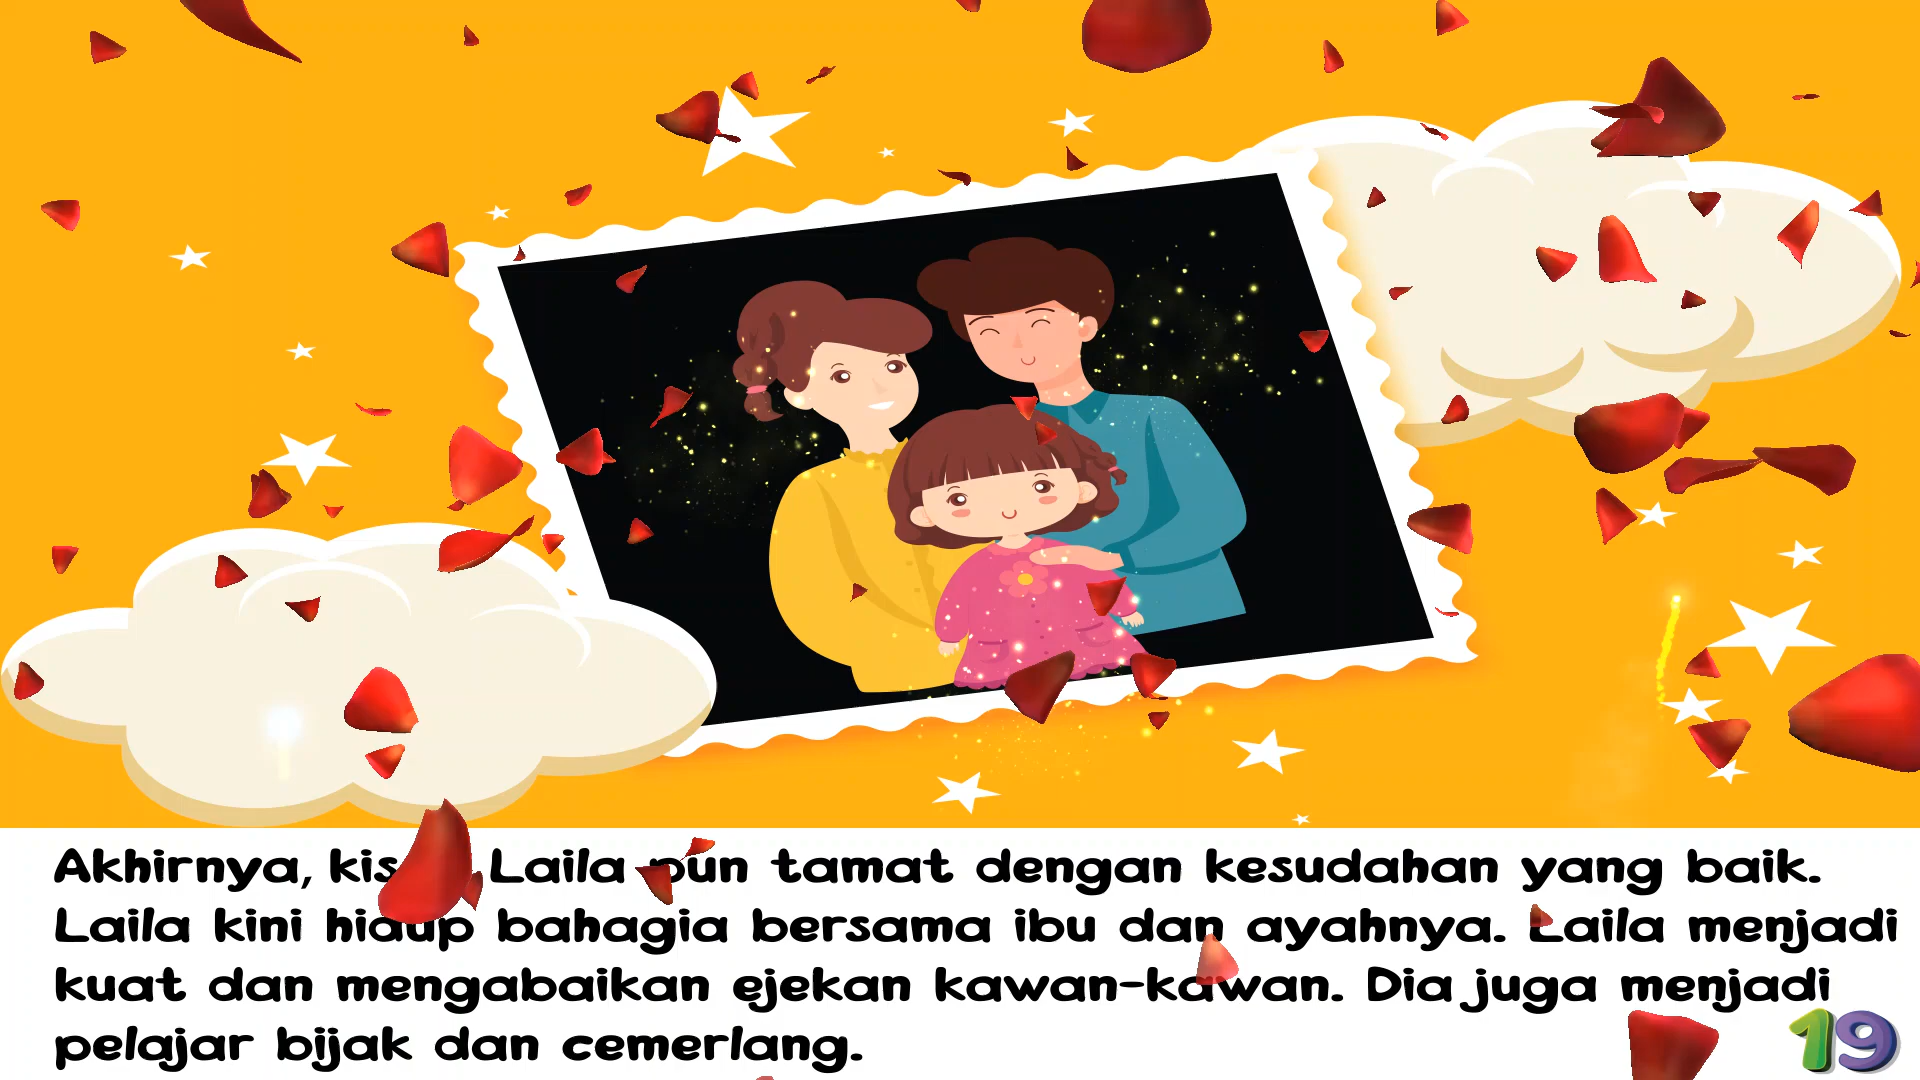 Akhirnya, Laila pun tamat dengan kesudahan yang baik.
Laila kini hidup bahagia bersama ibu dan ayahnya. Laila menjadi
kuat dan mengabaikan ejekan kawan-kawan. Dia juga menjadi
pelajar bijak dan cemerlang.
19